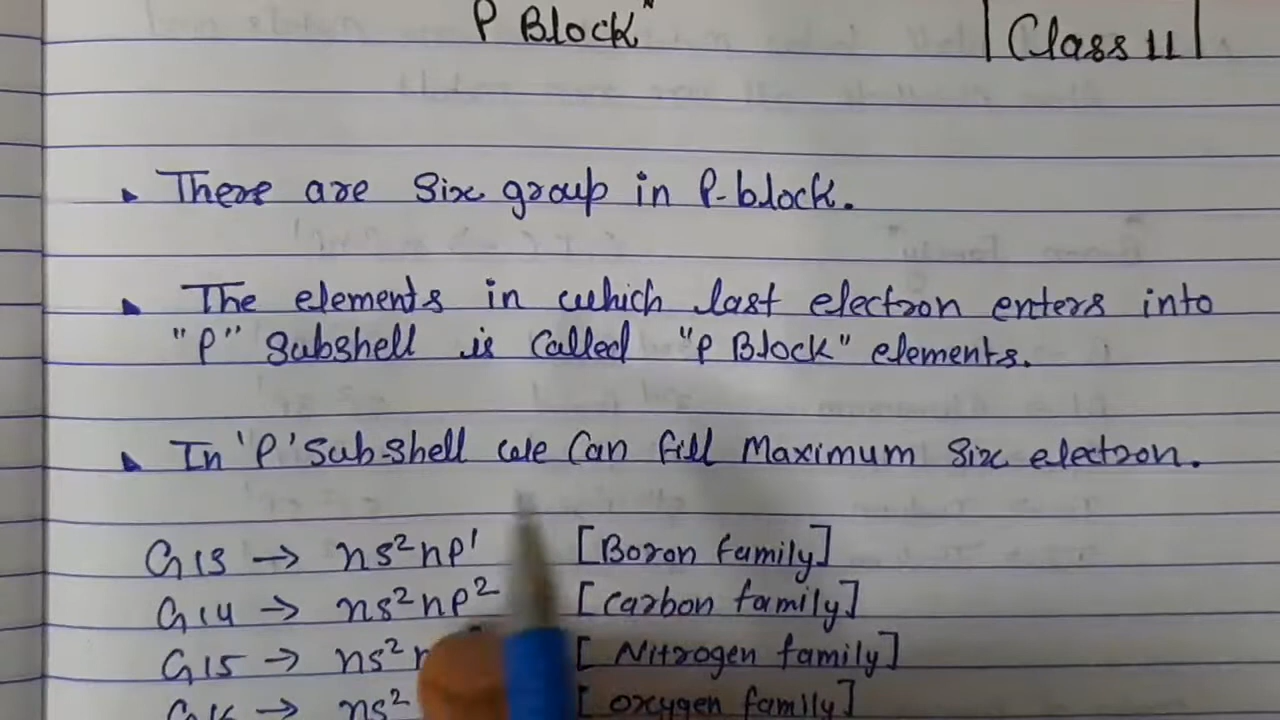 P Block"
Class 11
There are Six group in P-block.
The elements in which last electron enters into
"P" Subshell is Called "P Block" elements.
In 'P' Subshell we Can fill Maximum Six electron.
G13 → ns²np¹ [Boron family]
G14 → ns²np² [Carbon family]
G15 → ns² [Nitrogen family]
G16 → ns² [oxygen family]